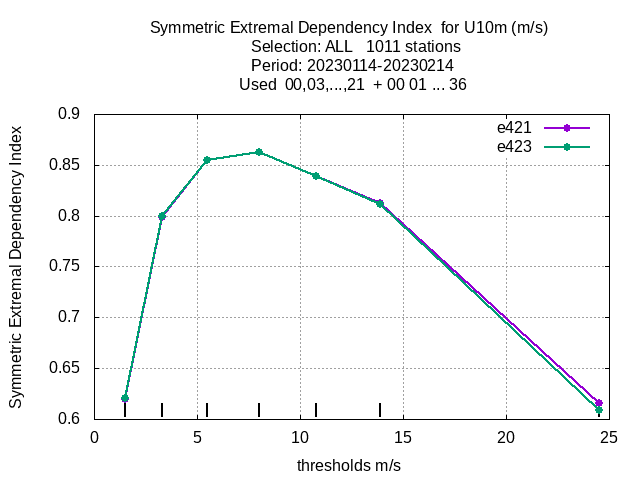 Symmetric Extremal Dependency Index  for U10m (m/s)
Selection: ALL   1011 stations
Period: 20230114-20230214
Used  00,03,...,21  + 00 01 ... 36
e421
e423
Symmetric Extremal Dependency Index
0.9
0.85
0.8
0.75
0.7
0.65
0.6
0 5 10 15 20 25
thresholds m/s